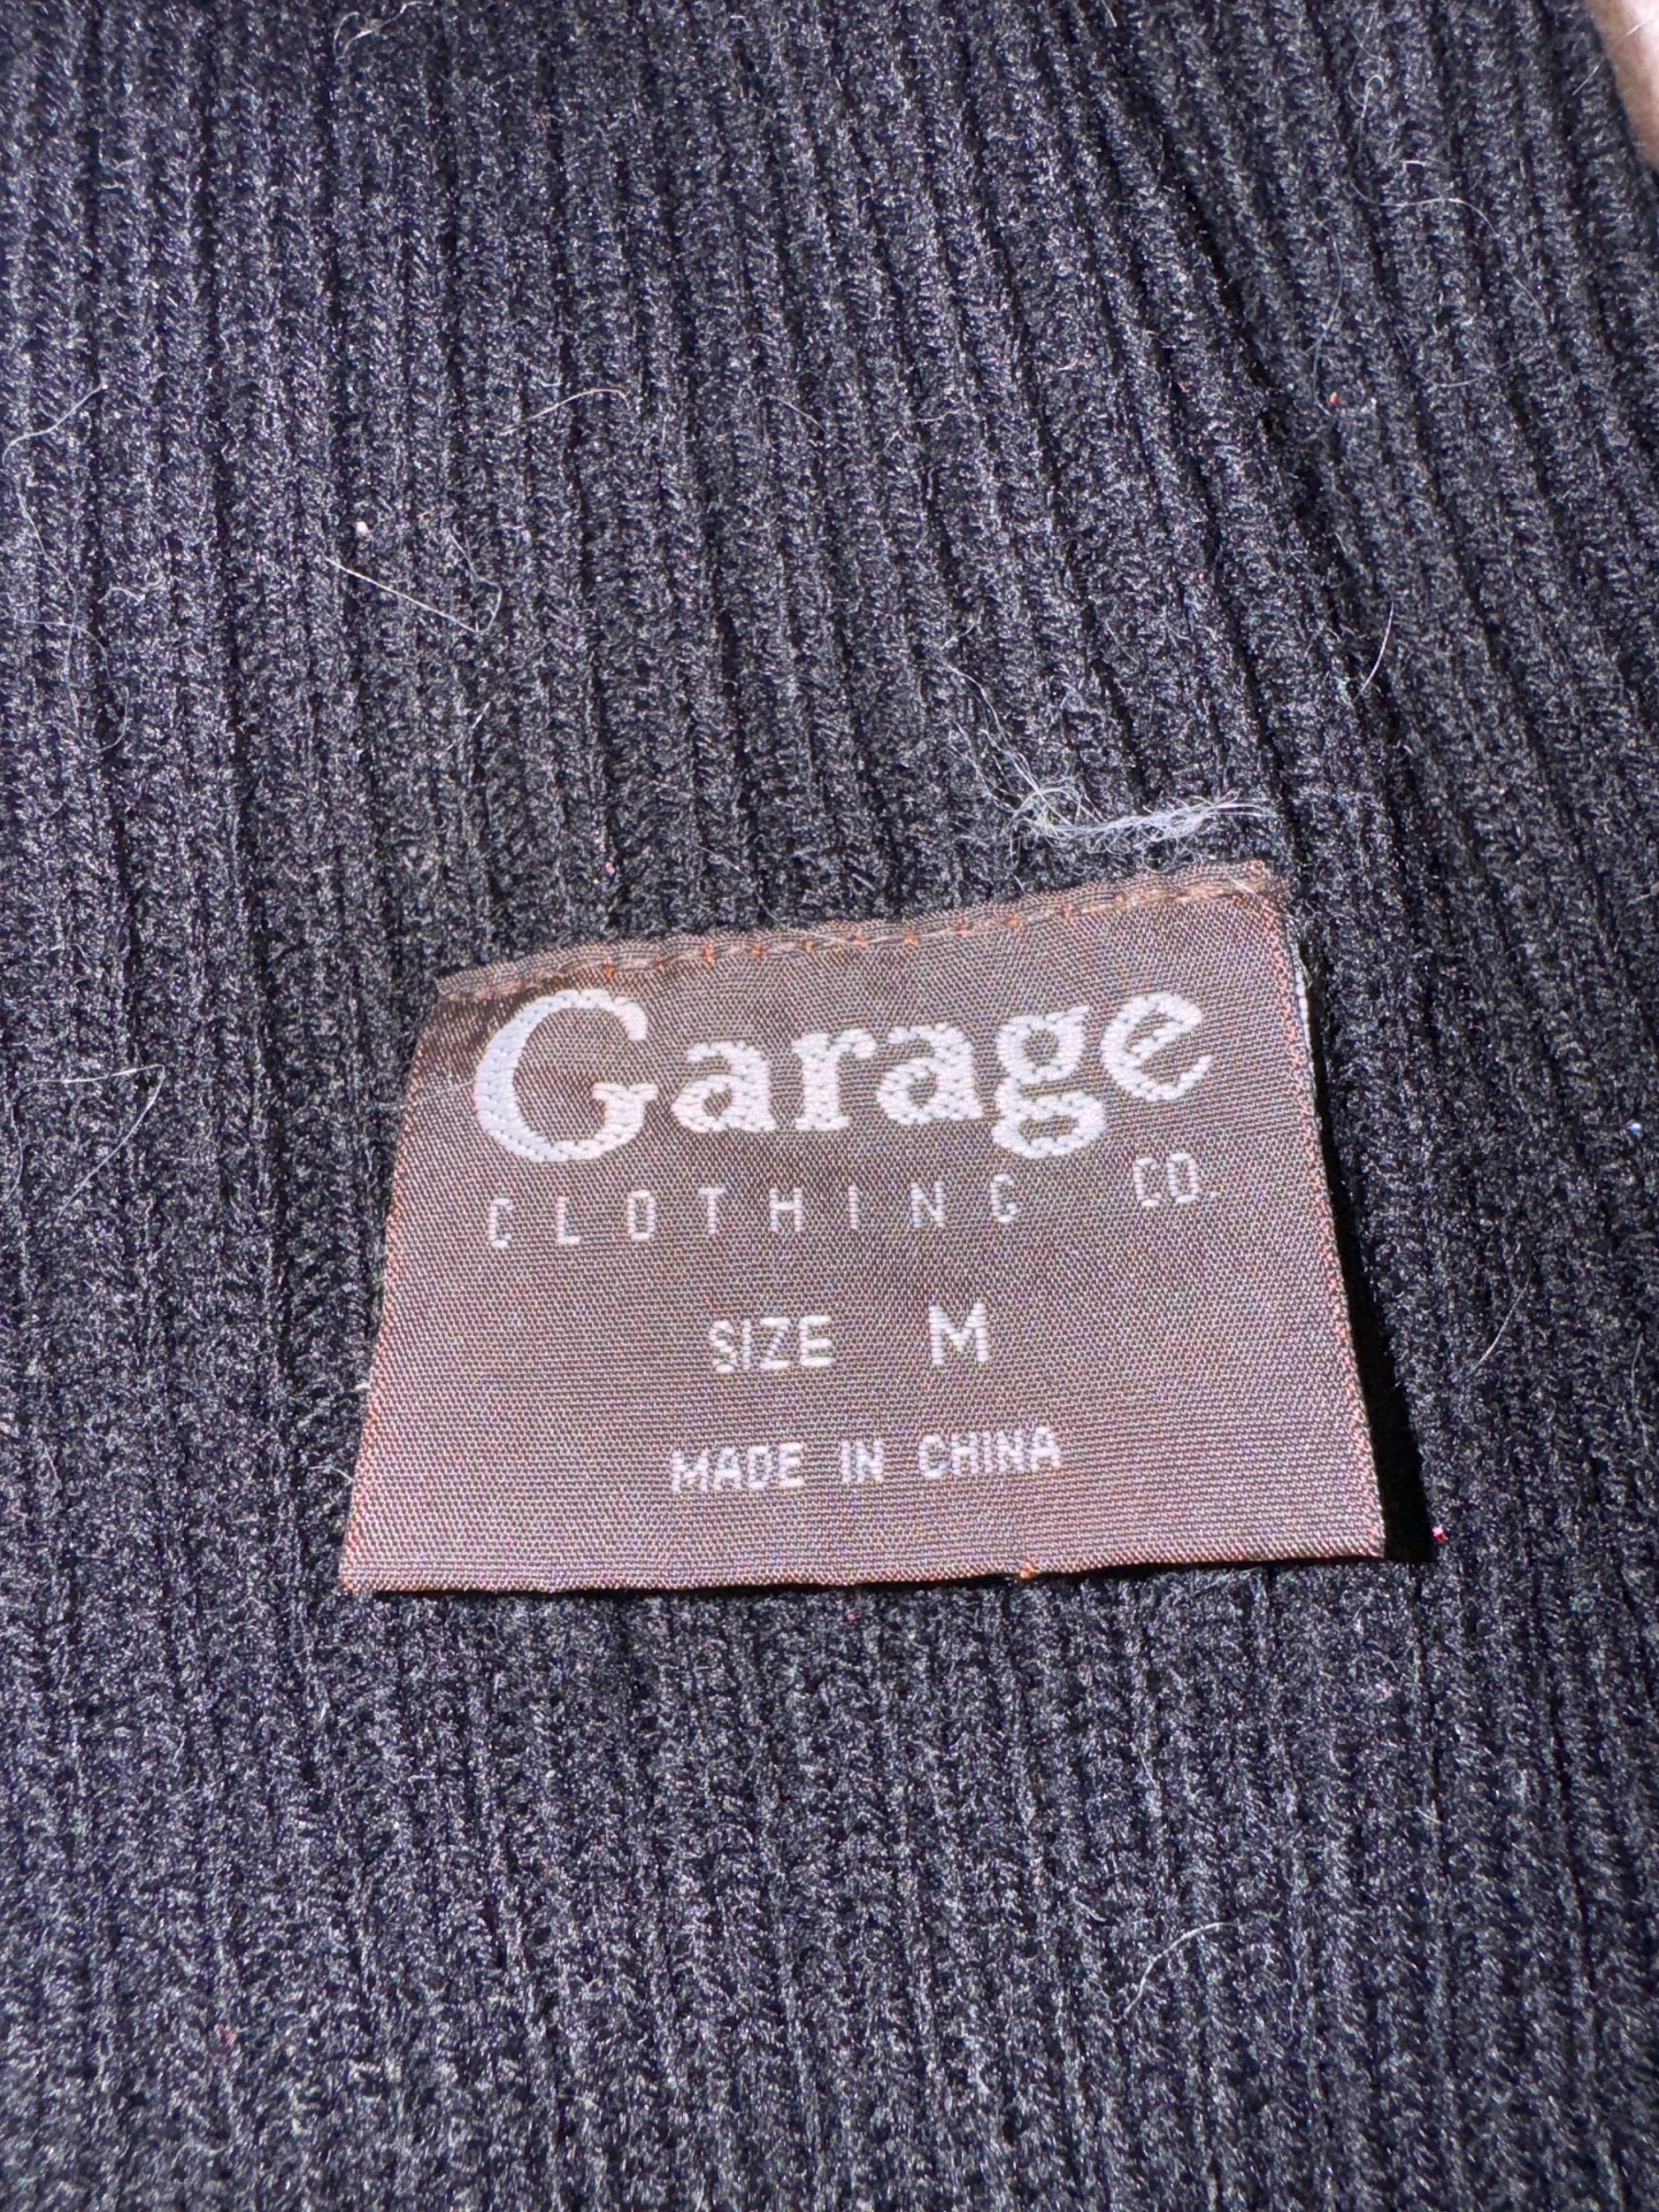 Garage
CLOTHING CO.
SIZE M
MADE IN CHINA